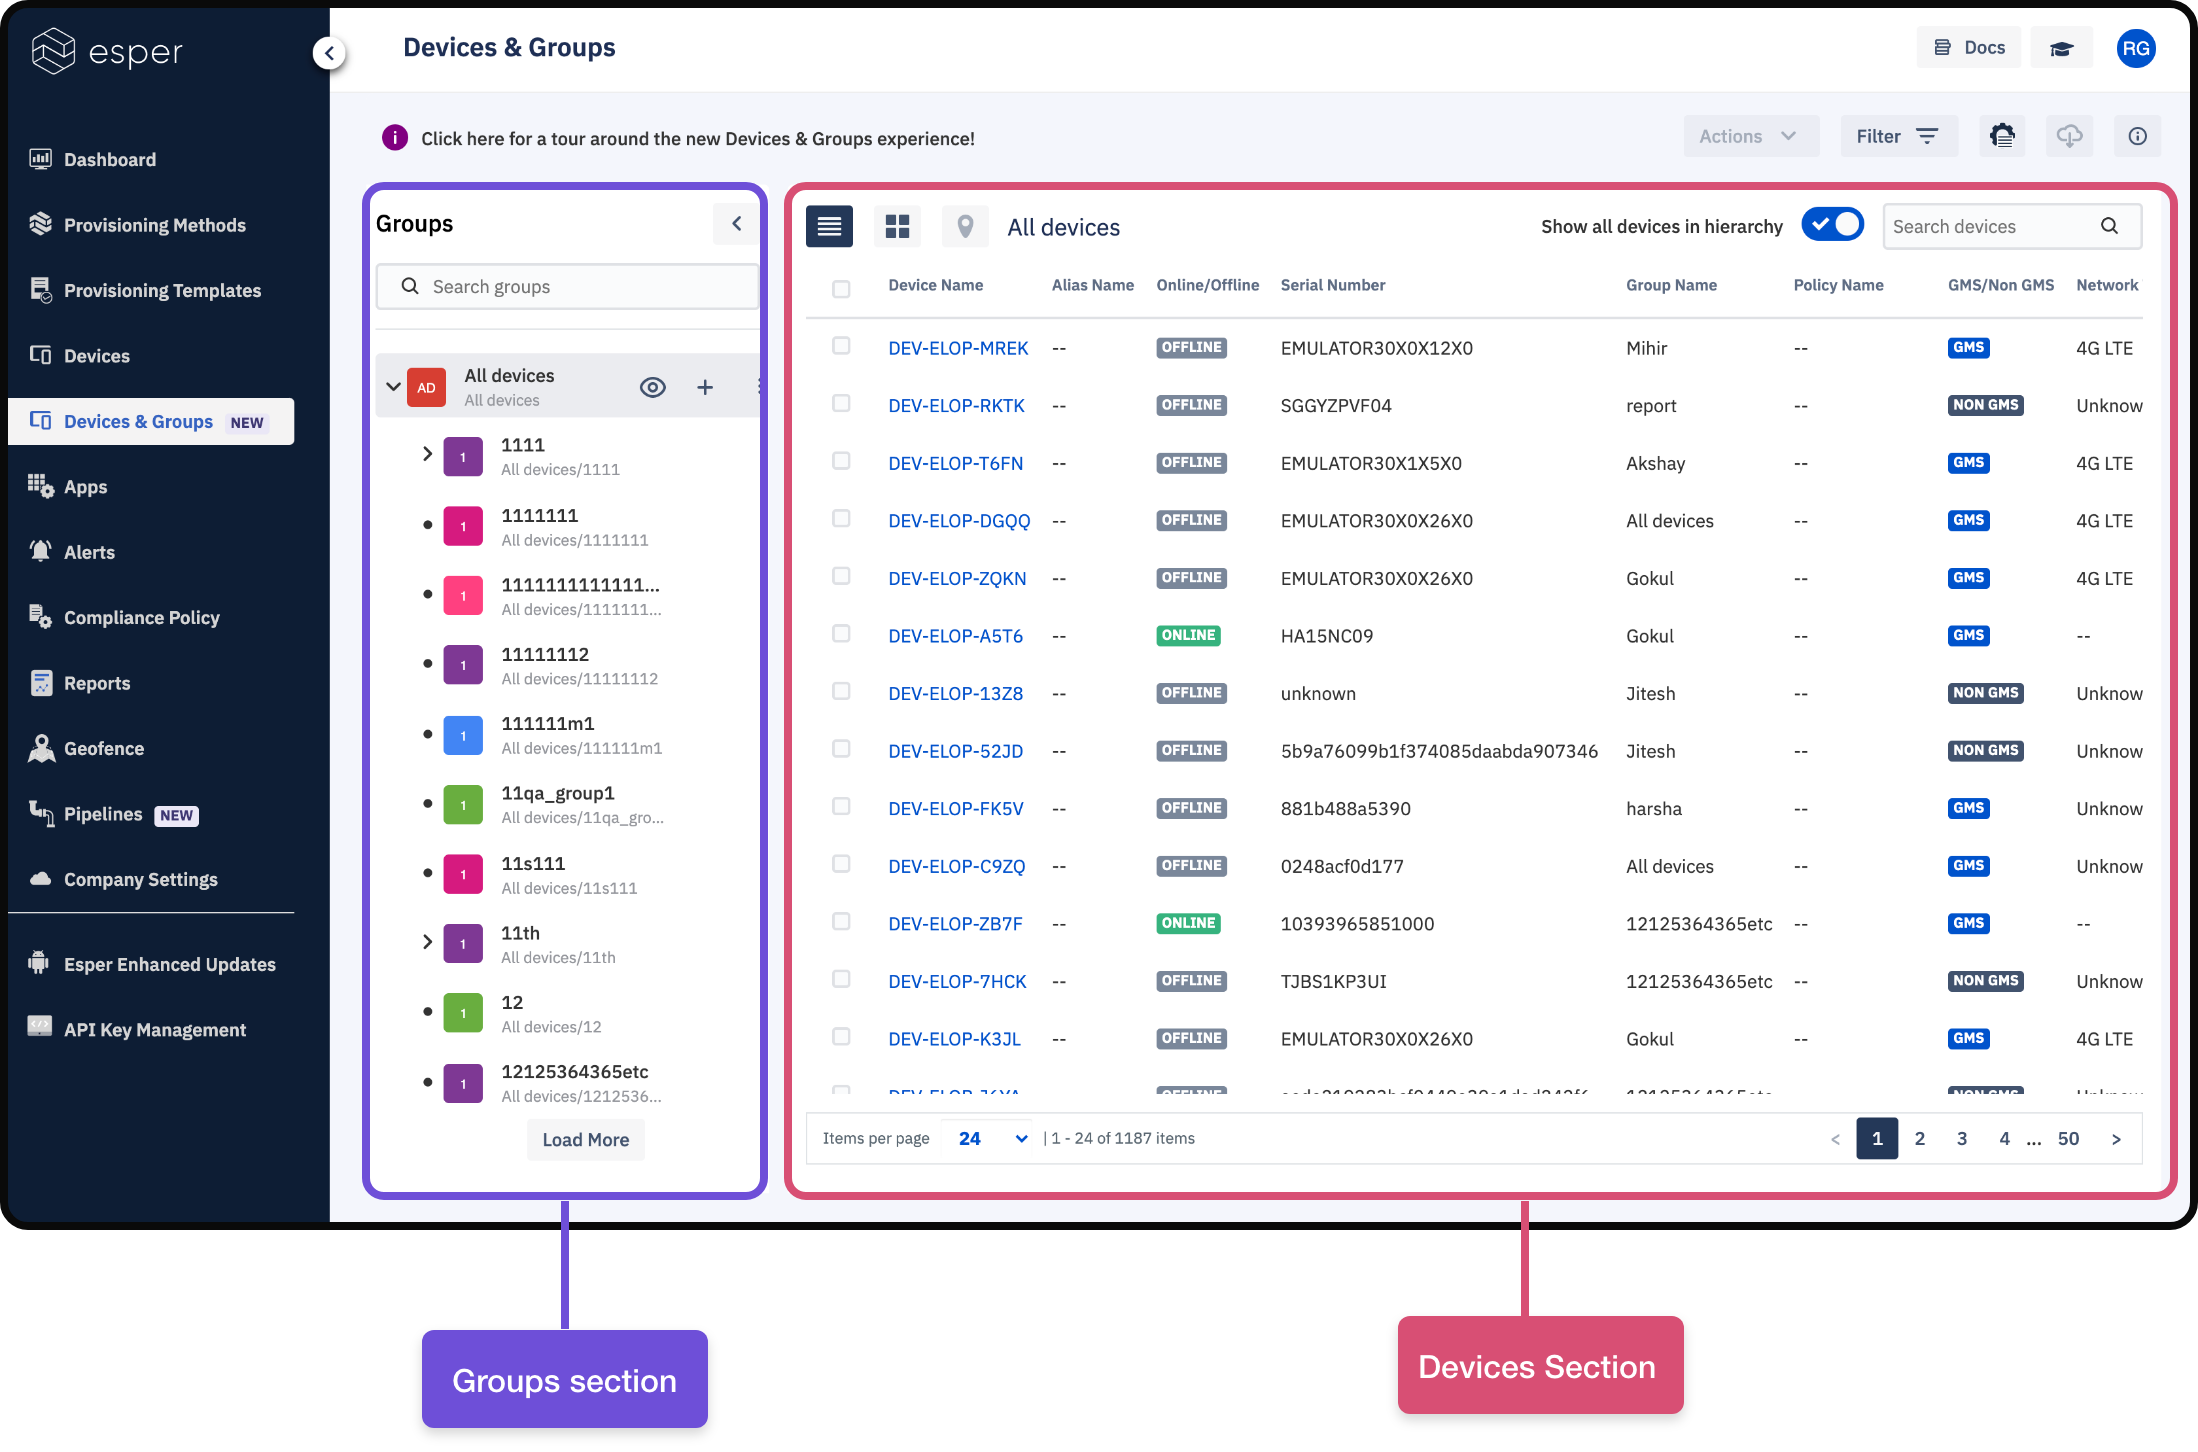 esper
Devices & Groups
Docs
RG
Dashboard
Provisioning Methods
Provisioning Templates
Devices
Devices & Groups NEW
Apps
Alerts
Compliance Policy
Reports
Geofence
Pipelines NEW
Company Settings
Esper Enhanced Updates
API Key Management
i Click here for a tour around the new Devices & Groups experience!
Actions
Filter
Groups
Search groups
AD All devices
All devices
1 1111
All devices/1111
1 1111111
All devices/1111111
1 1111111111111...
All devices/1111111...
1 11111112
All devices/11111112
1 111111m1
All devices/111111m1
1 11qa_group1
All devices/11qa_gro...
1 11s111
All devices/11s111
1 11th
All devices/11th
1 12
All devices/12
1 12125364365etc
All devices/1212536...
Load More
All devices
Show all devices in hierarchy
Search devices
Device Name Alias Name Online/Offline Serial Number Group Name Policy Name GMS/Non GMS Network
DEV-ELOP-MREK -- OFFLINE EMULATOR30X0X12X0 Mihir -- GMS 4G LTE
DEV-ELOP-RKTK -- OFFLINE SGGYZPVF04 report -- NON GMS Unknow
DEV-ELOP-T6FN -- OFFLINE EMULATOR30X1X5X0 Akshay -- GMS 4G LTE
DEV-ELOP-DGQQ -- OFFLINE EMULATOR30X0X26X0 All devices -- GMS 4G LTE
DEV-ELOP-ZQKN -- OFFLINE EMULATOR30X0X26X0 Gokul -- GMS 4G LTE
DEV-ELOP-A5T6 -- ONLINE HA15NC09 Gokul -- GMS --
DEV-ELOP-13Z8 -- OFFLINE unknown Jitesh -- NON GMS Unknow
DEV-ELOP-52JD -- OFFLINE 5b9a76099b1f374085daabda907346 Jitesh -- NON GMS Unknow
DEV-ELOP-FK5V -- OFFLINE 881b488a5390 harsha -- GMS Unknow
DEV-ELOP-C9ZQ -- OFFLINE 0248acf0d177 All devices -- GMS Unknow
DEV-ELOP-ZB7F -- ONLINE 10393965851000 12125364365etc -- GMS --
DEV-ELOP-7HCK -- OFFLINE TJBS1KP3UI 12125364365etc -- NON GMS Unknow
DEV-ELOP-K3JL -- OFFLINE EMULATOR30X0X26X0 Gokul -- GMS 4G LTE
Items per page 24 | 1 - 24 of 1187 items < 1 2 3 4 ... 50 >
Groups section
Devices Section